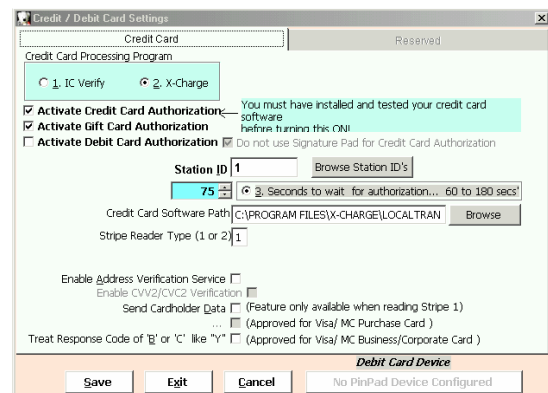 Credit / Debit Card Settings
Credit Card
Reserved
Credit Card Processing Program
1. IC Verify
2. X-Charge
Activate Credit Card Authorization
You must have installed and tested your credit card
software
before turning this ON!
Activate Gift Card Authorization
Activate Debit Card Authorization
Do not use Signature Pad for Credit Card Authorization
Station ID 1 Browse Station ID's
75 3. Seconds to wait for authorization... 60 to 180 secs'
Credit Card Software Path C:\PROGRAM FILES\X-CHARGE\LOCALTRAN Browse
Stripe Reader Type (1 or 2) 1
Enable Address Verification Service
Enable CVV2/CVC2 Verification
Send Cardholder Data (Feature only available when reading Stripe 1)
... (Approved for Visa/ MC Purchase Card )
Treat Response Code of 'B' or 'C' like "Y" (Approved for Visa/ MC Business/Corporate Card )
Debit Card Device
Save Exit Cancel No PinPad Device Configured